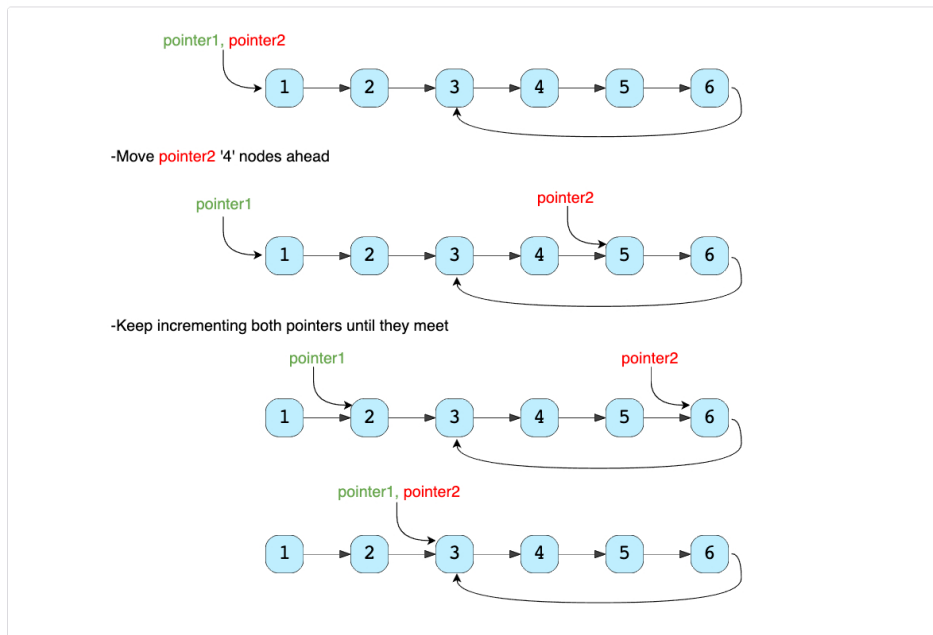 pointer1, pointer2
1 2 3 4 5 6
-Move pointer2 '4' nodes ahead
pointer1 pointer2
1 2 3 4 5 6
-Keep incrementing both pointers until they meet
pointer1 pointer2
1 2 3 4 5 6
pointer1, pointer2
1 2 3 4 5 6